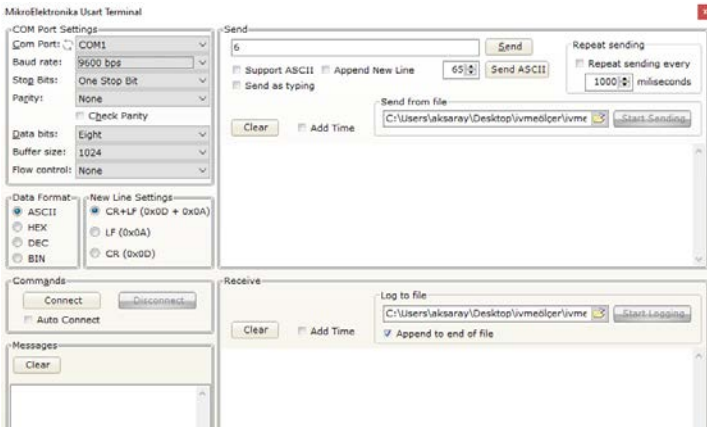 MikroElektronika Usart Terminal
COM Port Settings
Com Port: COM1
Baud rate: 9600 bps
Stop Bits: One Stop Bit
Parity: None
Check Parity
Data bits: Eight
Buffer size: 1024
Flow control: None
Data Format
ASCII
HEX
DEC
BIN
New Line Settings
CR+LF (0x0D + 0x0A)
LF (0x0A)
CR (0x0D)
Commands
Connect Disconnect
Auto Connect
Messages
Clear
Send
6 Send
Support ASCII Append New Line 65 Send ASCII
Send as typing
Repeat sending
Repeat sending every
1000 miliseconds
Send from file
Clear Add Time C:\Users\aksaray\Desktop\ivmeölçer\ivme Start Sending
Receive
Log to file
C:\Users\aksaray\Desktop\ivmeölçer\ivme Start Logging
Clear Add Time Append to end of file